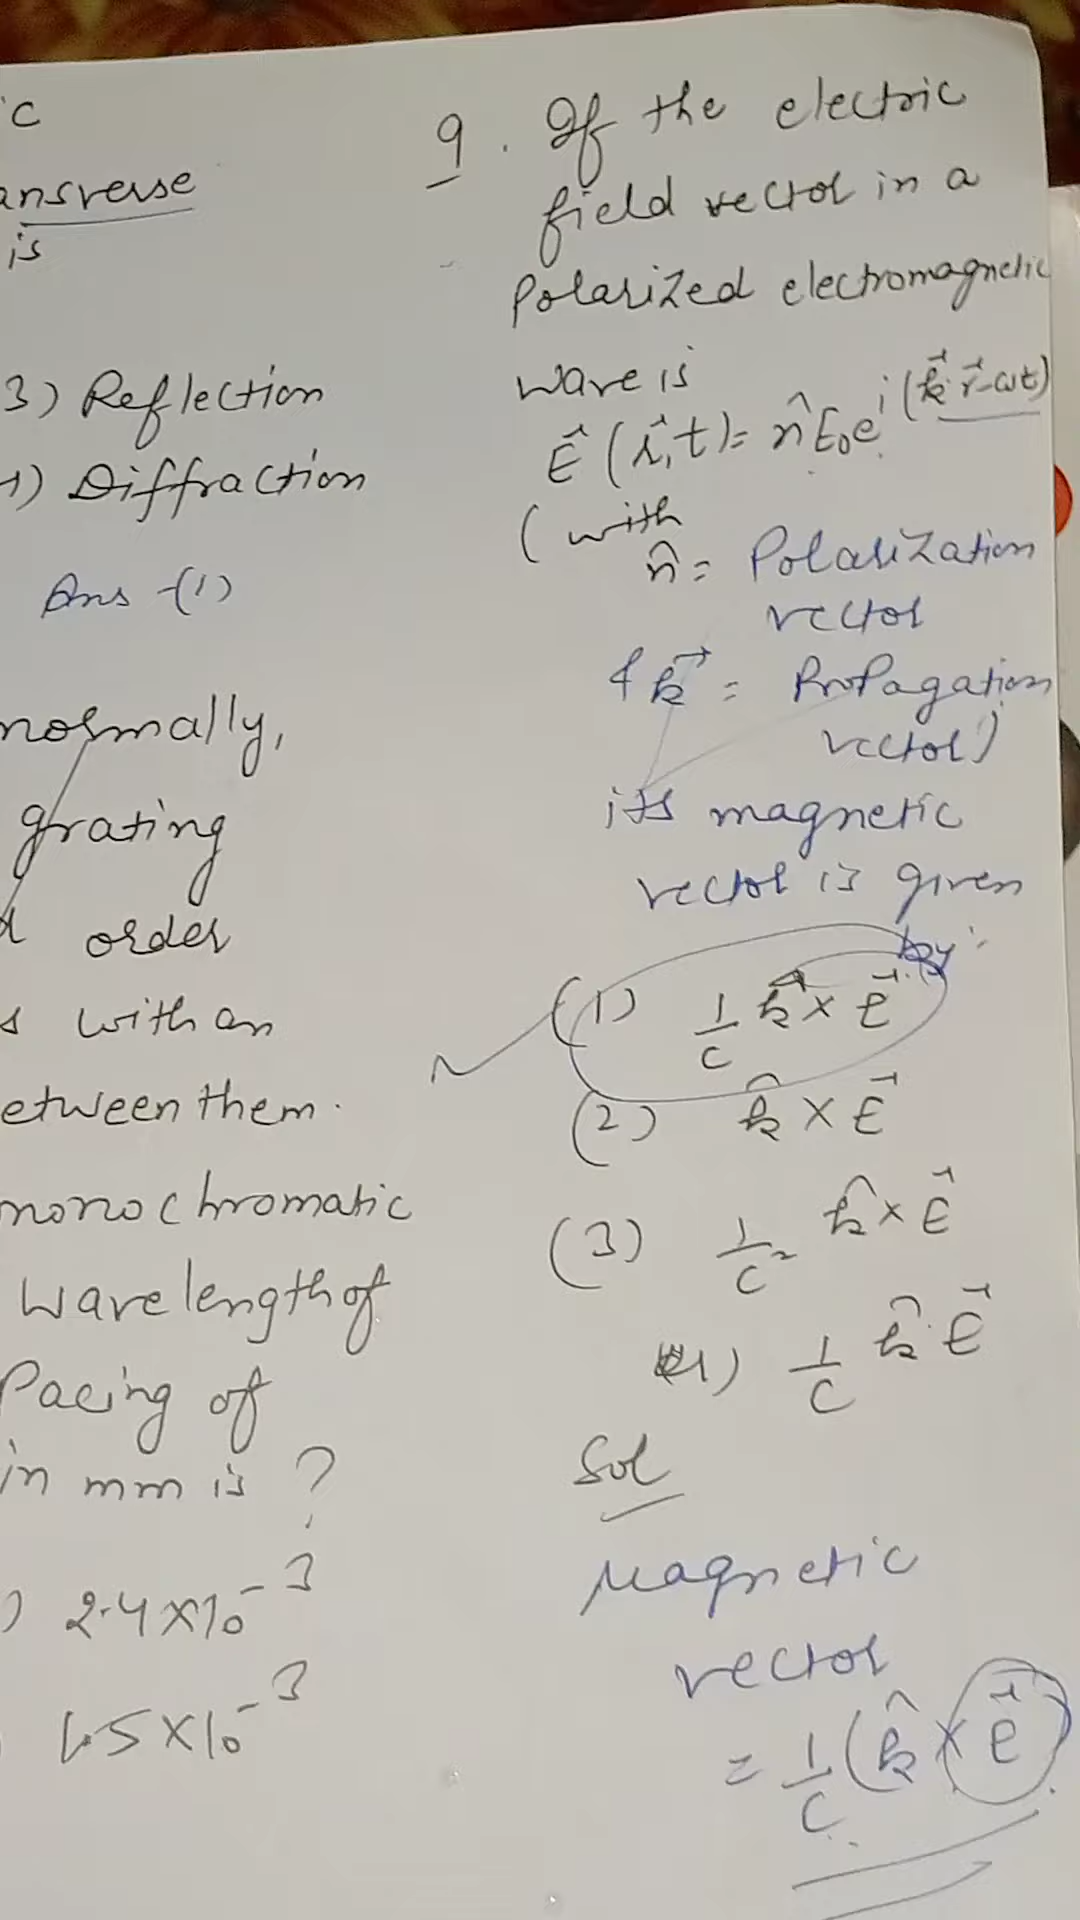 c
ansverse
is
3) Reflection
1) Diffraction
Ans -(1)
normally,
grating
d order
s with an
etween them.
monochromatic
Wavelength of
Pacing of
in mm is ?
) 2.4×10⁻³
1.5×10⁻³
9. If the electric
field vector in a
Polarized electromagnetic
wave is
E⃗ (r⃗,t) = n̂E₀e^i(k⃗.r⃗-ωt)
(with
n̂ = Polarization
vector
& k⃗ = Propagation
vector)
its magnetic
vector is given
by:
(1) 1/c k̂ × E⃗
(2) k̂ × E⃗
(3) 1/c² k̂ × E⃗
(4) 1/c k̂.E⃗
Sol
Magnetic
vector
= 1/c (k̂ × E⃗)